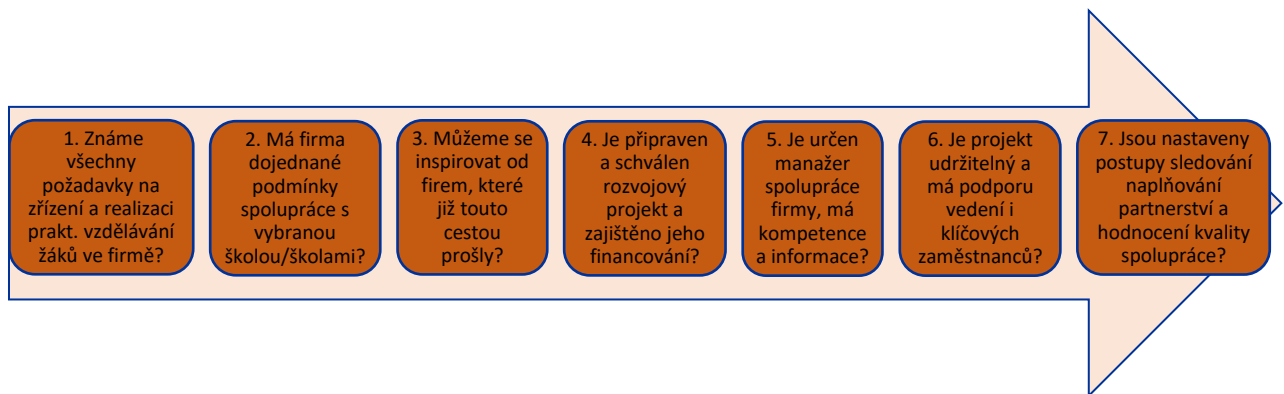 1. Známe
všechny
požadavky na
zřízení a realizaci
prakt. vzdělávání
žáků ve firmě?
2. Má firma
dojednané
podmínky
spolupráce s
vybranou
školou/školami?
3. Můžeme se
inspirovat od
firem, které
již touto
cestou
prošly?
4. Je připraven
a schválen
rozvojový
projekt a
zajištěno jeho
financování?
5. Je určen
manažer
spolupráce
firmy, má
kompetence
a informace?
6. Je projekt
udržitelný a
má podporu
vedení i
klíčových
zaměstnanců?
7. Jsou nastaveny
postupy sledování
naplňování
partnerství a
hodnocení kvality
spolupráce?